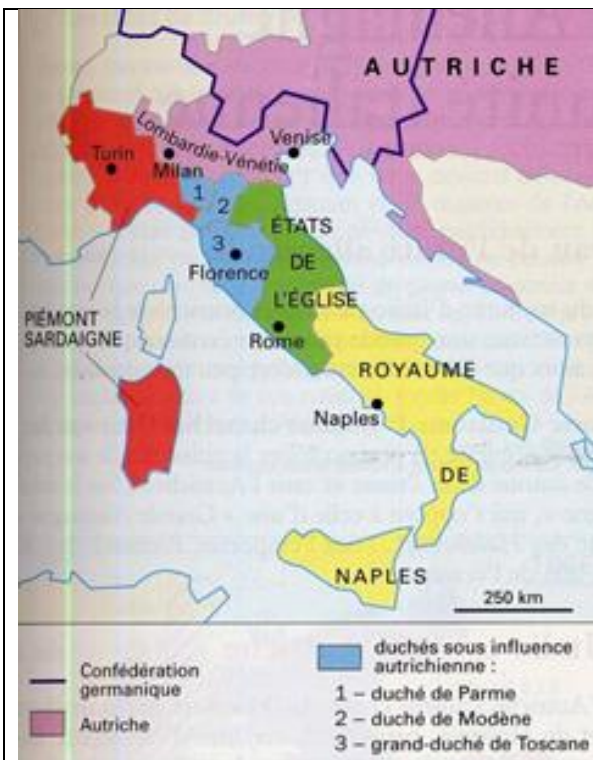 AUTRICHE
Lombardie-Vénétie
Venise
Turin
Milan
1
2
ÉTATS
3
DE
Florence
L'ÉGLISE
PIÉMONT
SARDAIGNE
Rome
ROYAUME
Naples
DE
NAPLES
250 km
Confédération
germanique
Autriche
duchés sous influence
autrichienne :
1 – duché de Parme
2 – duché de Modène
3 – grand-duché de Toscane